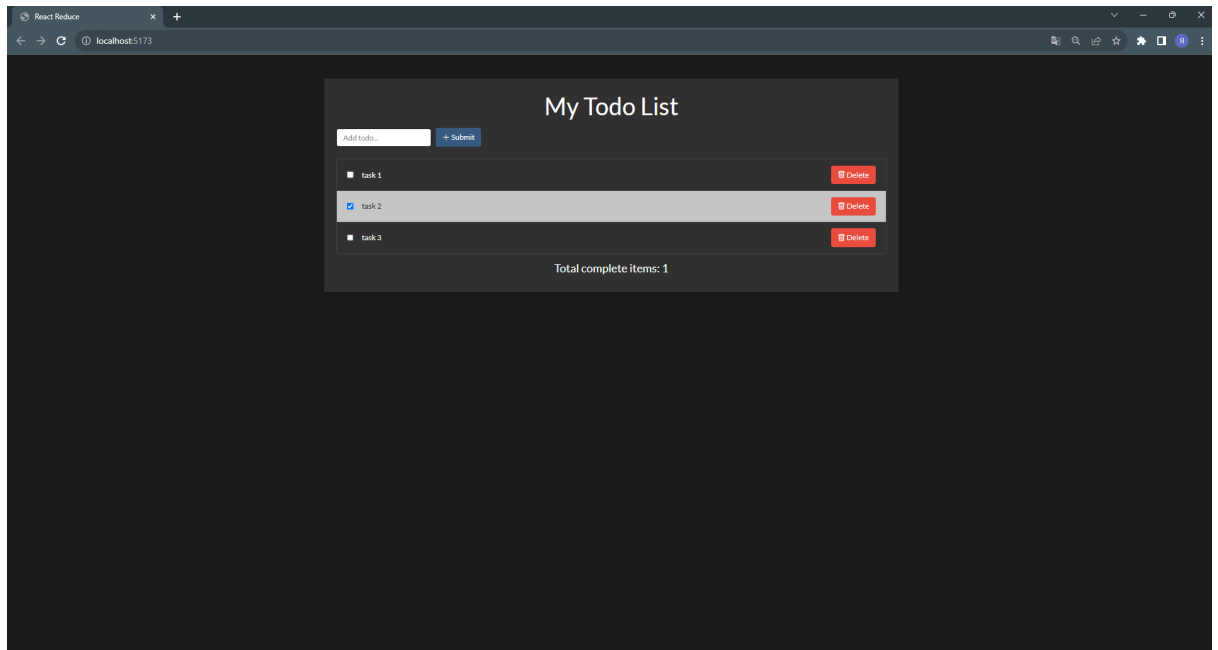 React Reduce
localhost:5173
Я
My Todo List
Add todo...
+ Submit
task 1
Delete
task 2
Delete
task 3
Delete
Total complete items: 1